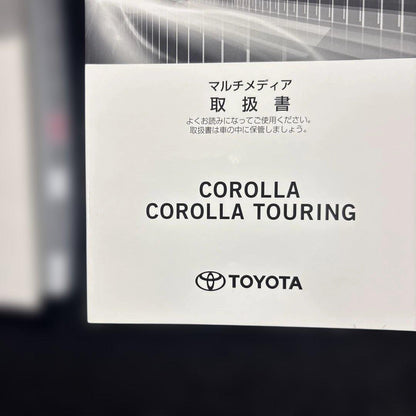 マルチメディア
取扱書
よくお読みになってご使用ください。
取扱書は車の中に保管しましょう。
COROLLA
COROLLA TOURING
TOYOTA